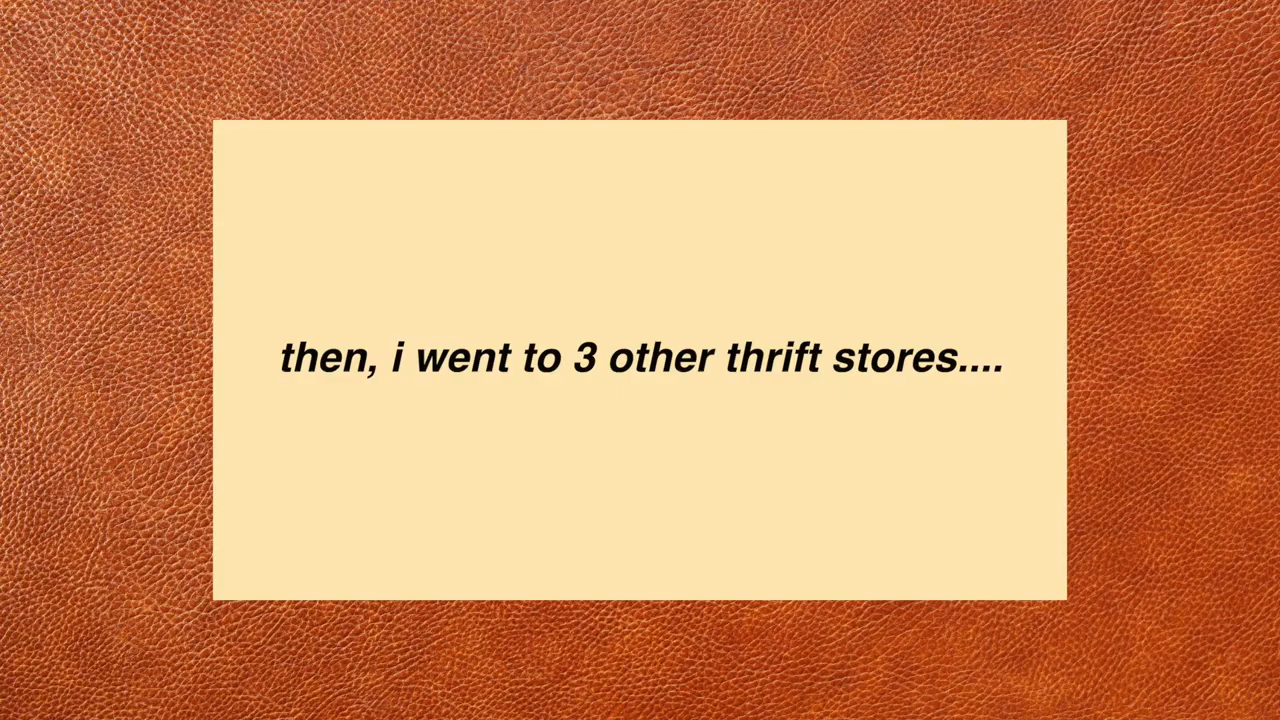 then, i went to 3 other thrift stores....